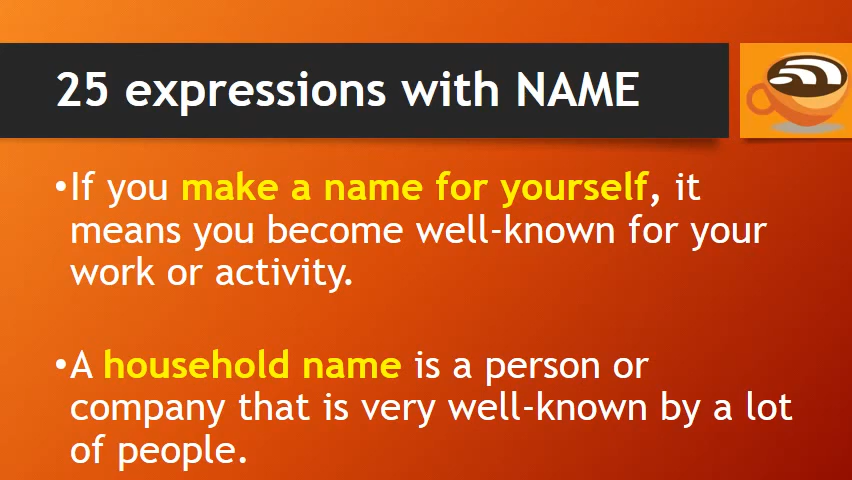 25 expressions with NAME
•If you make a name for yourself, it
means you become well-known for your
work or activity.
•A household name is a person or
company that is very well-known by a lot
of people.